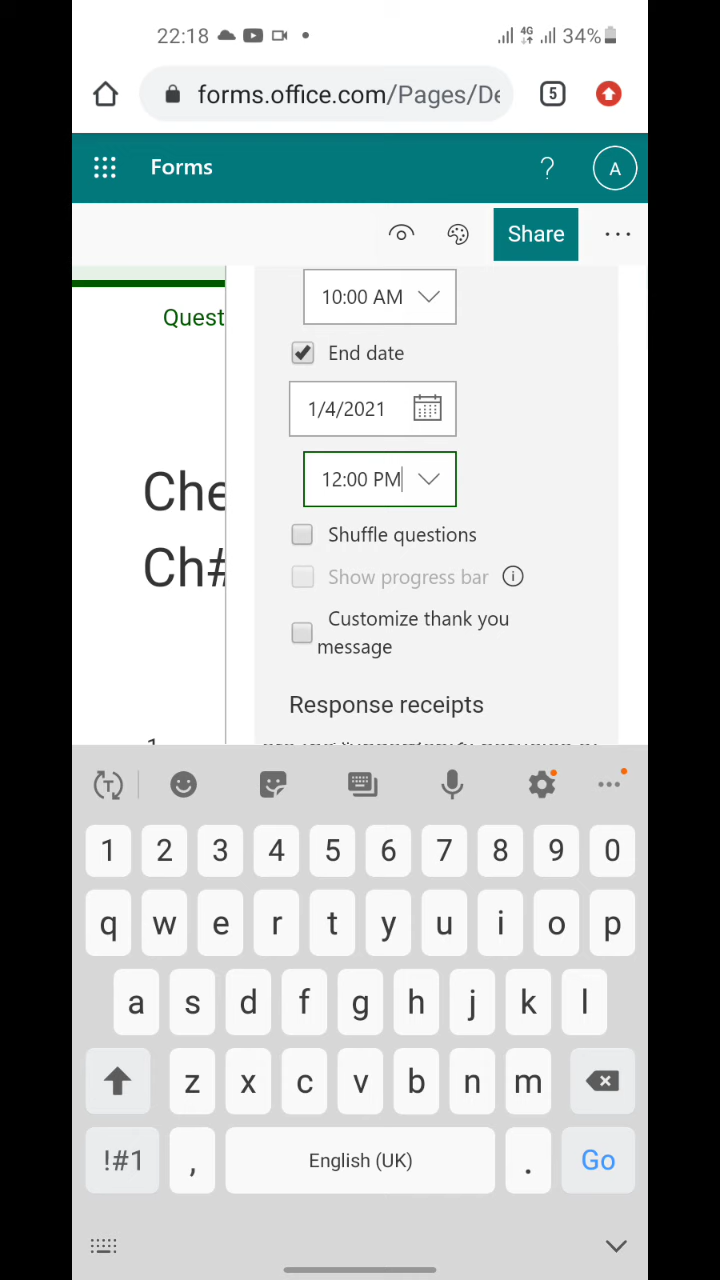 22:18
4G
34%
forms.office.com/Pages/De
5
Forms
?
A
Share
Quest
10:00 AM
End date
1/4/2021
12:00 PM
Che
Ch#
Shuffle questions
Show progress bar
Customize thank you
message
Response receipts
1 2 3 4 5 6 7 8 9 0
q w e r t y u i o p
a s d f g h j k l
z x c v b n m
!#1 , English (UK) . Go